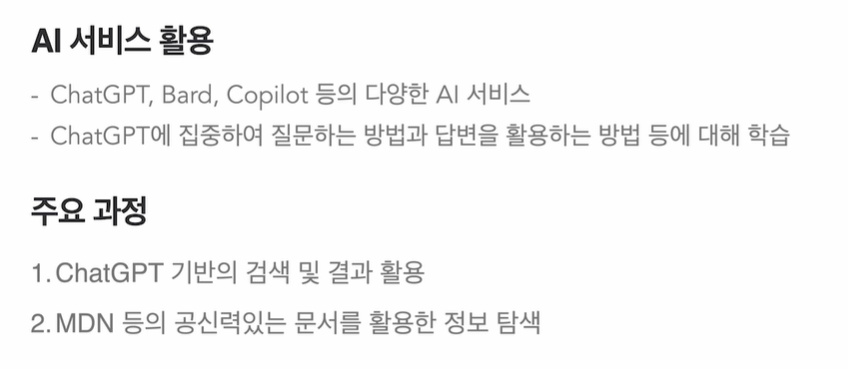 AI 서비스 활용
- ChatGPT, Bard, Copilot 등의 다양한 AI 서비스
- ChatGPT에 집중하여 질문하는 방법과 답변을 활용하는 방법 등에 대해 학습
주요 과정
1. ChatGPT 기반의 검색 및 결과 활용
2. MDN 등의 공신력있는 문서를 활용한 정보 탐색